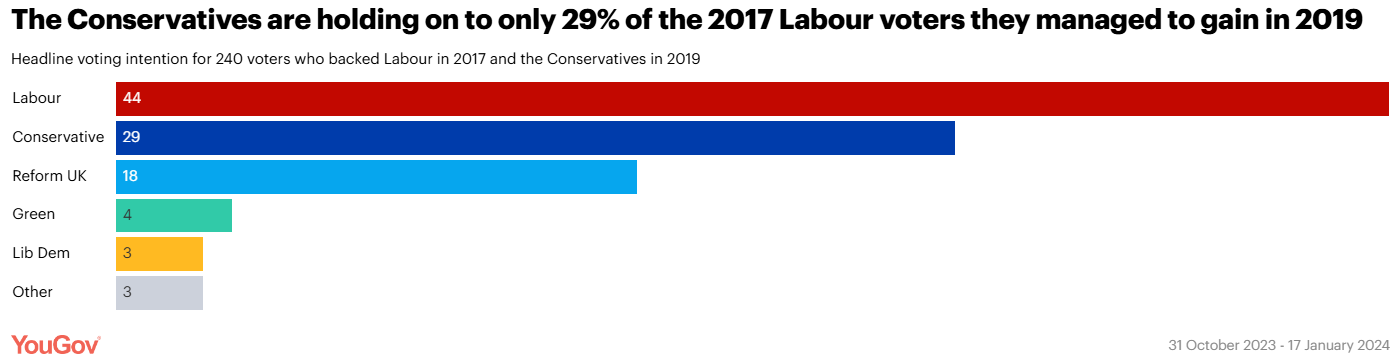 The Conservatives are holding on to only 29% of the 2017 Labour voters they managed to gain in 2019
Headline voting intention for 240 voters who backed Labour in 2017 and the Conservatives in 2019
Labour 44
Conservative 29
Reform UK 18
Green 4
Lib Dem 3
Other 3
YouGov 31 October 2023 - 17 January 2024